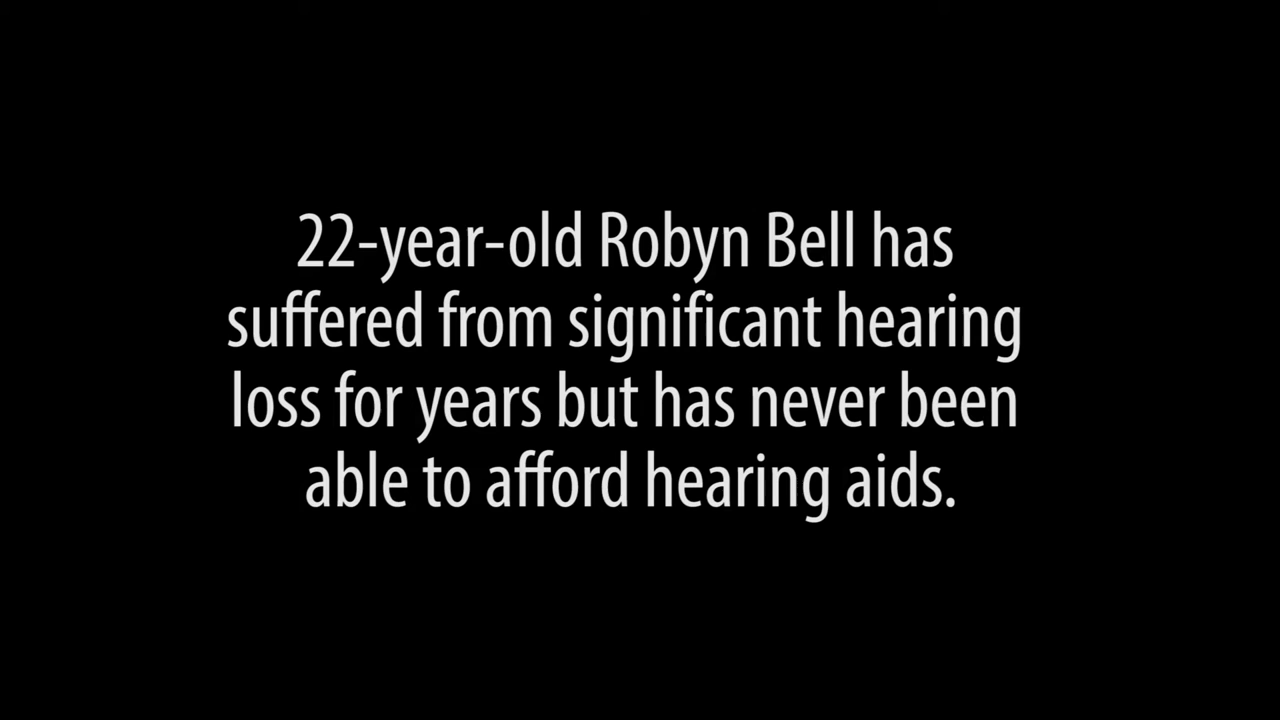 22-year-old Robyn Bell has
suffered from significant hearing
loss for years but has never been
able to afford hearing aids.